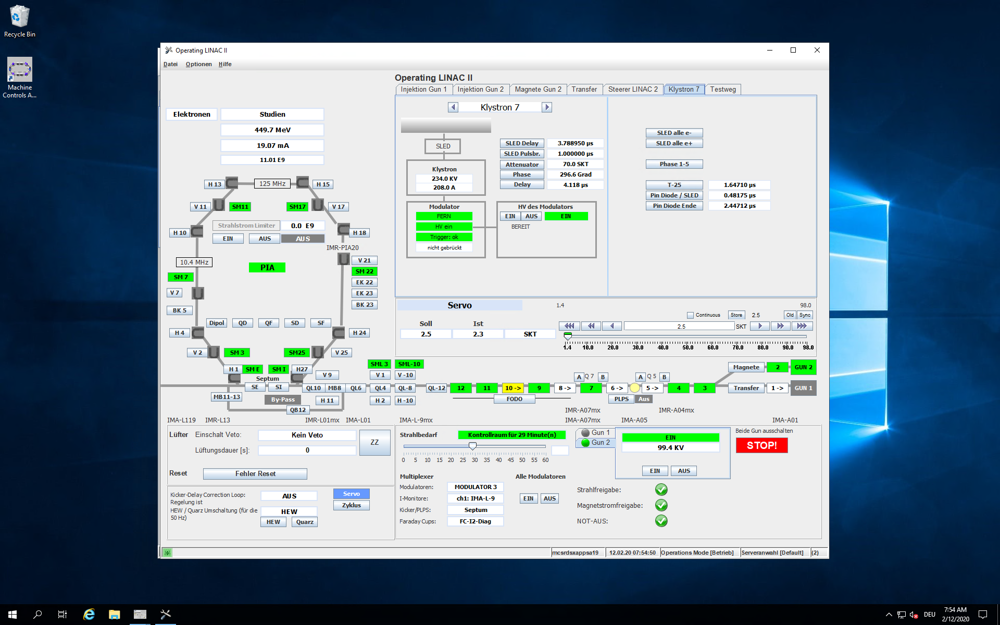 Recycle Bin
Machine
Controls A...
Operating LINAC II
Datei Optionen Hilfe
Operating LINAC II
Injektion Gun 1 Injektion Gun 2 Magnete Gun 2 Transfer Steerer LINAC 2 Klystron 7 Testweg
Elektronen Studien
449.7 MeV
19.07 mA
11.01 E9
H 13 125 MHz H 15
V 11 SM11 SM17 V 17
Strahlstrom Limiter 0.0 E9
H 10 EIN AUS AUS H 18
IMR-PIA20
10.4 MHz V 21
PIA
SM 7 SM 22
EK 22
V 7 EK 23
BK 23
BK 5
Dipol QD QF SD SF
H 4 H 24
V 2 SM 3 SM25 V 25
H 1 SM E SM I H27
Septum
SE SI
MB11-13 By-Pass
QB12
Klystron 7
SLED
Klystron
234.0 KV
208.0 A
Modulator
FERN
HV ein
Trigger: ok
nicht gebrückt
SLED Delay 3.788950 µs
SLED Pulsbr. 1.000000 µs
Attenuator 70.0 SKT
Phase 296.6 Grad
Delay 4.118 µs
HV des Modulators
EIN AUS EIN
BEREIT
SLED alle e-
SLED alle e+
Phase 1-5
T-25 1.64710 µs
Pin Diode / SLED 0.48175 µs
Pin Diode Ende 2.44712 µs
Servo 1.4 98.0
Continuous Store 2.5 Old Sync
Soll Ist
2.5 2.3 SKT
2.5 SKT
1.4 10.0 20.0 30.0 40.0 50.0 60.0 70.0 80.0 90.0 98.0
SML 3 SML-10
V 9 V 1 V -10
QL10 MB8 QL6 QL4 QL-8 QL-12
H 11 H 2 H -10
12 11 10 -> 9 8 -> 7 6 -> 5 -> 4 3
A Q 7 B A Q 5 B
Magnete 2 GUN 2
Transfer 1 -> GUN 1
FODO PLPS Aus
IMR-A07mx IMR-A04mx
IMA-L119 IMR-L13 IMR-L01mx IMA-L01 IMA-L-9mx IMA-A07mx IMA-A05 IMA-A01
Lüfter Einschalt Veto: Kein Veto
ZZ
Lüftungsdauer [s]: 0
Reset Fehler Reset
Kicker-Delay Correction Loop:
Regelung ist AUS
HEW / Quarz Umschaltung (für die
50 Hz) HEW
HEW Quarz
Servo
Zyklus
Strahlbedarf Kontrollraum für 29 Minute(n)
0 5 10 15 20 25 30 35 40 45 50 55 60
Multiplexer Alle Modulatoren
Modulatoren: MODULATOR 3
I-Monitore: ch1: IMA-L-9 EIN AUS
Kicker/PLPS: Septum
Faraday Cups: FC-I2-Diag
Gun 1
Gun 2
EIN
99.4 KV
EIN AUS
Beide Gun ausschalten
STOP!
Strahlfreigabe:
Magnetstromfreigabe:
NOT-AUS:
mcsrdsxappsa19 12.02.20 07:54:50 Operations Mode [Betrieb] Serveranwahl [Default] (2)
DEU 7:54 AM
2/12/2020